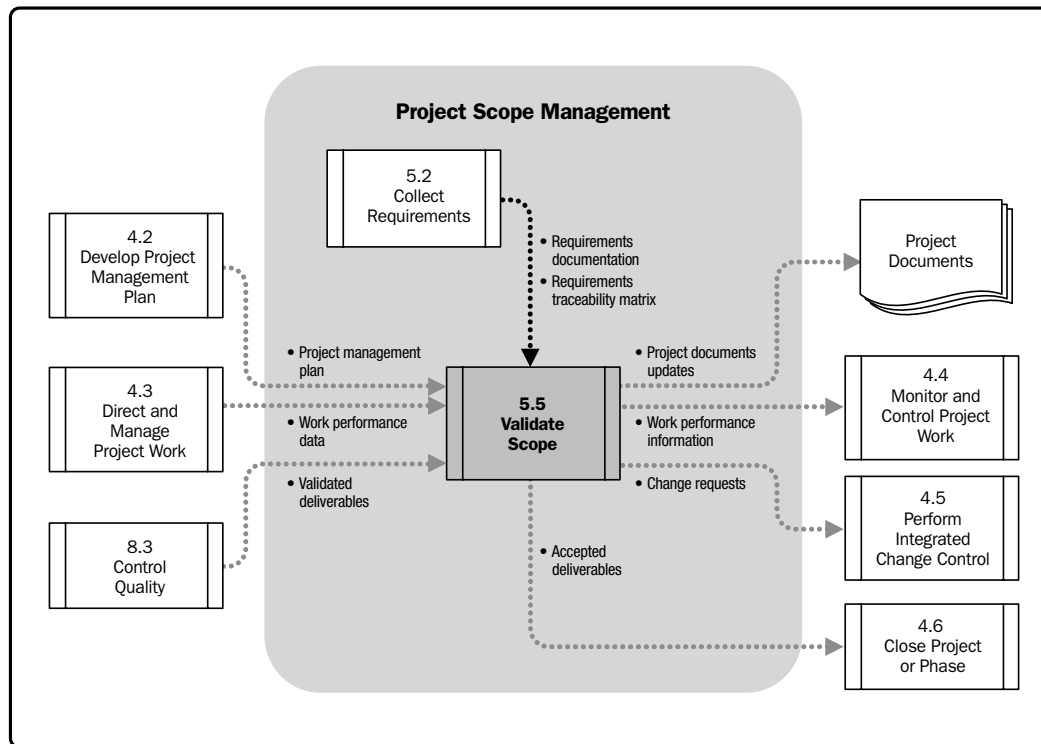 Project Scope Management
5.2
Collect
Requirements
• Requirements
documentation
• Requirements
traceability matrix
4.2
Develop Project
Management
Plan
4.3
Direct and
Manage
Project Work
8.3
Control
Quality
• Project management
plan
• Work performance
data
• Validated
deliverables
5.5
Validate
Scope
• Project documents
updates
• Work performance
information
• Change requests
• Accepted
deliverables
Project
Documents
4.4
Monitor and
Control Project
Work
4.5
Perform
Integrated
Change Control
4.6
Close Project
or Phase